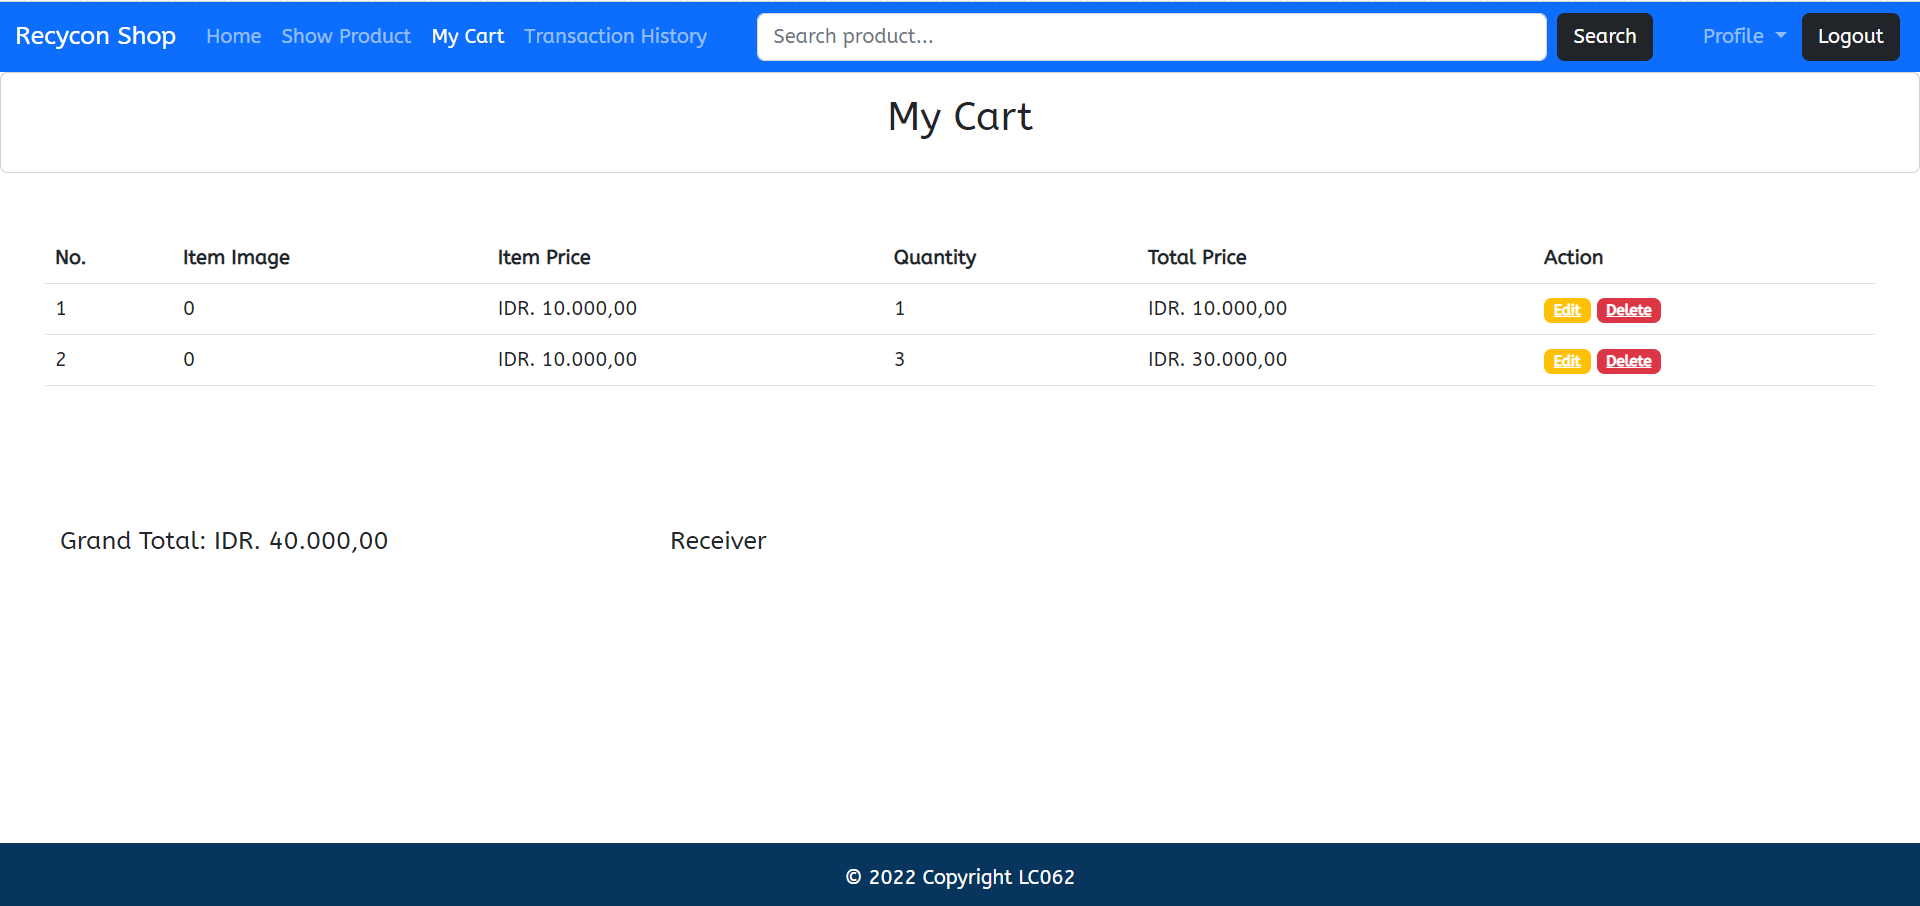 Recycon Shop Home Show Product My Cart Transaction History Search product... Search Profile Logout
My Cart
No. Item Image Item Price Quantity Total Price Action
1 0 IDR. 10.000,00 1 IDR. 10.000,00 Edit Delete
2 0 IDR. 10.000,00 3 IDR. 30.000,00 Edit Delete
Grand Total: IDR. 40.000,00 Receiver
© 2022 Copyright LC062